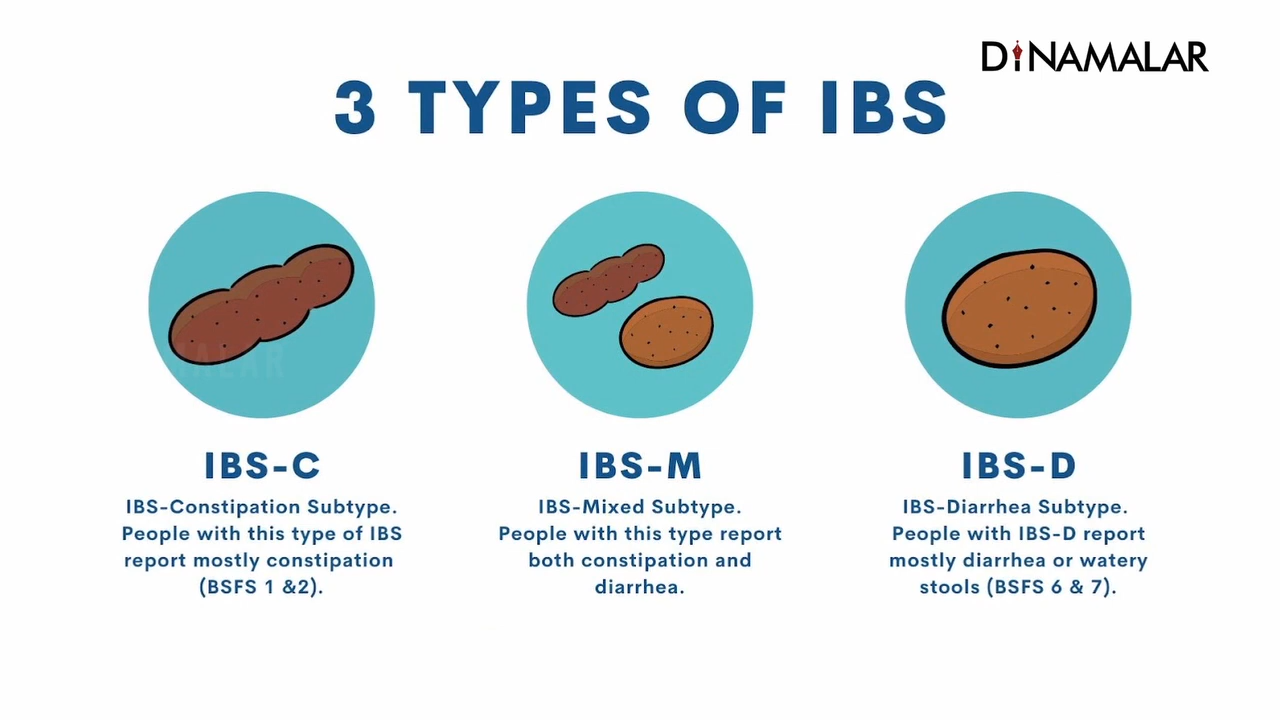 DINAMALAR
3 TYPES OF IBS
IBS-C
IBS-Constipation Subtype.
People with this type of IBS
report mostly constipation
(BSFS 1 &2).
IBS-M
IBS-Mixed Subtype.
People with this type report
both constipation and
diarrhea.
IBS-D
IBS-Diarrhea Subtype.
People with IBS-D report
mostly diarrhea or watery
stools (BSFS 6 & 7).